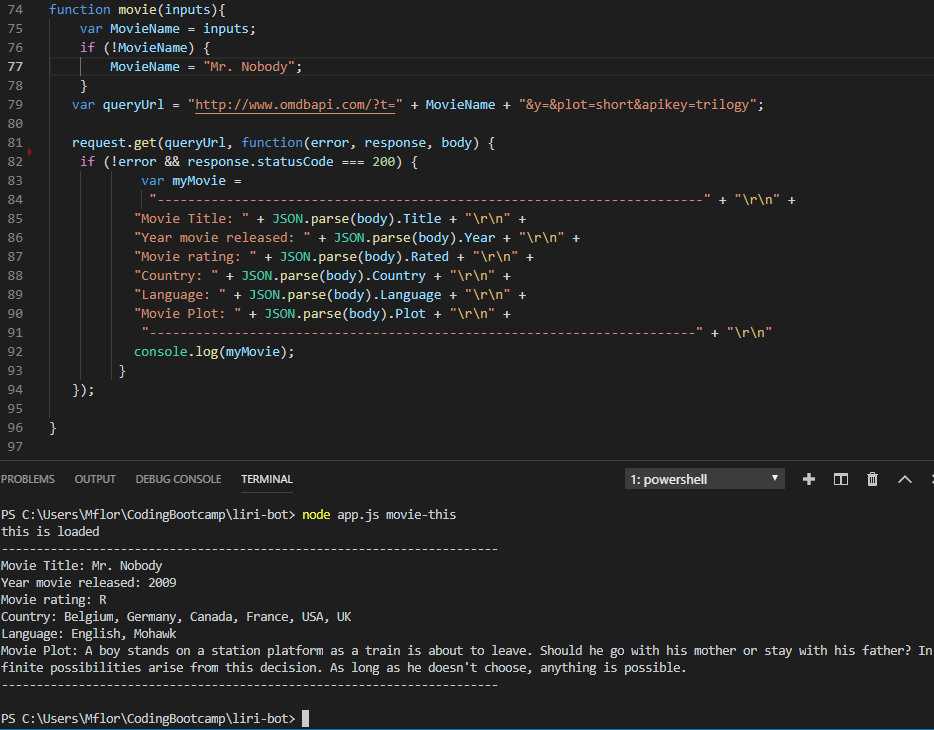 74 function movie(inputs){
75 var MovieName = inputs;
76 if (!MovieName) {
77 MovieName = "Mr. Nobody";
78 }
79 var queryUrl = "http://www.omdbapi.com/?t=" + MovieName + "&y=&plot=short&apikey=trilogy";
80
81 request.get(queryUrl, function(error, response, body) {
82 if (!error && response.statusCode === 200) {
83 var myMovie =
84 "-----------------------------------------------------------------------" + "\r\n" +
85 "Movie Title: " + JSON.parse(body).Title + "\r\n" +
86 "Year movie released: " + JSON.parse(body).Year + "\r\n" +
87 "Movie rating: " + JSON.parse(body).Rated + "\r\n" +
88 "Country: " + JSON.parse(body).Country + "\r\n" +
89 "Language: " + JSON.parse(body).Language + "\r\n" +
90 "Movie Plot: " + JSON.parse(body).Plot + "\r\n" +
91 "-----------------------------------------------------------------------" + "\r\n"
92 console.log(myMovie);
93 }
94 });
95
96 }
97
PROBLEMS OUTPUT DEBUG CONSOLE TERMINAL 1: powershell
PS C:\Users\Mflor\CodingBootcamp\liri-bot> node app.js movie-this
this is loaded
-----------------------------------------------------------------------
Movie Title: Mr. Nobody
Year movie released: 2009
Movie rating: R
Country: Belgium, Germany, Canada, France, USA, UK
Language: English, Mohawk
Movie Plot: A boy stands on a station platform as a train is about to leave. Should he go with his mother or stay with his father? In
finite possibilities arise from this decision. As long as he doesn't choose, anything is possible.
-----------------------------------------------------------------------
PS C:\Users\Mflor\CodingBootcamp\liri-bot>